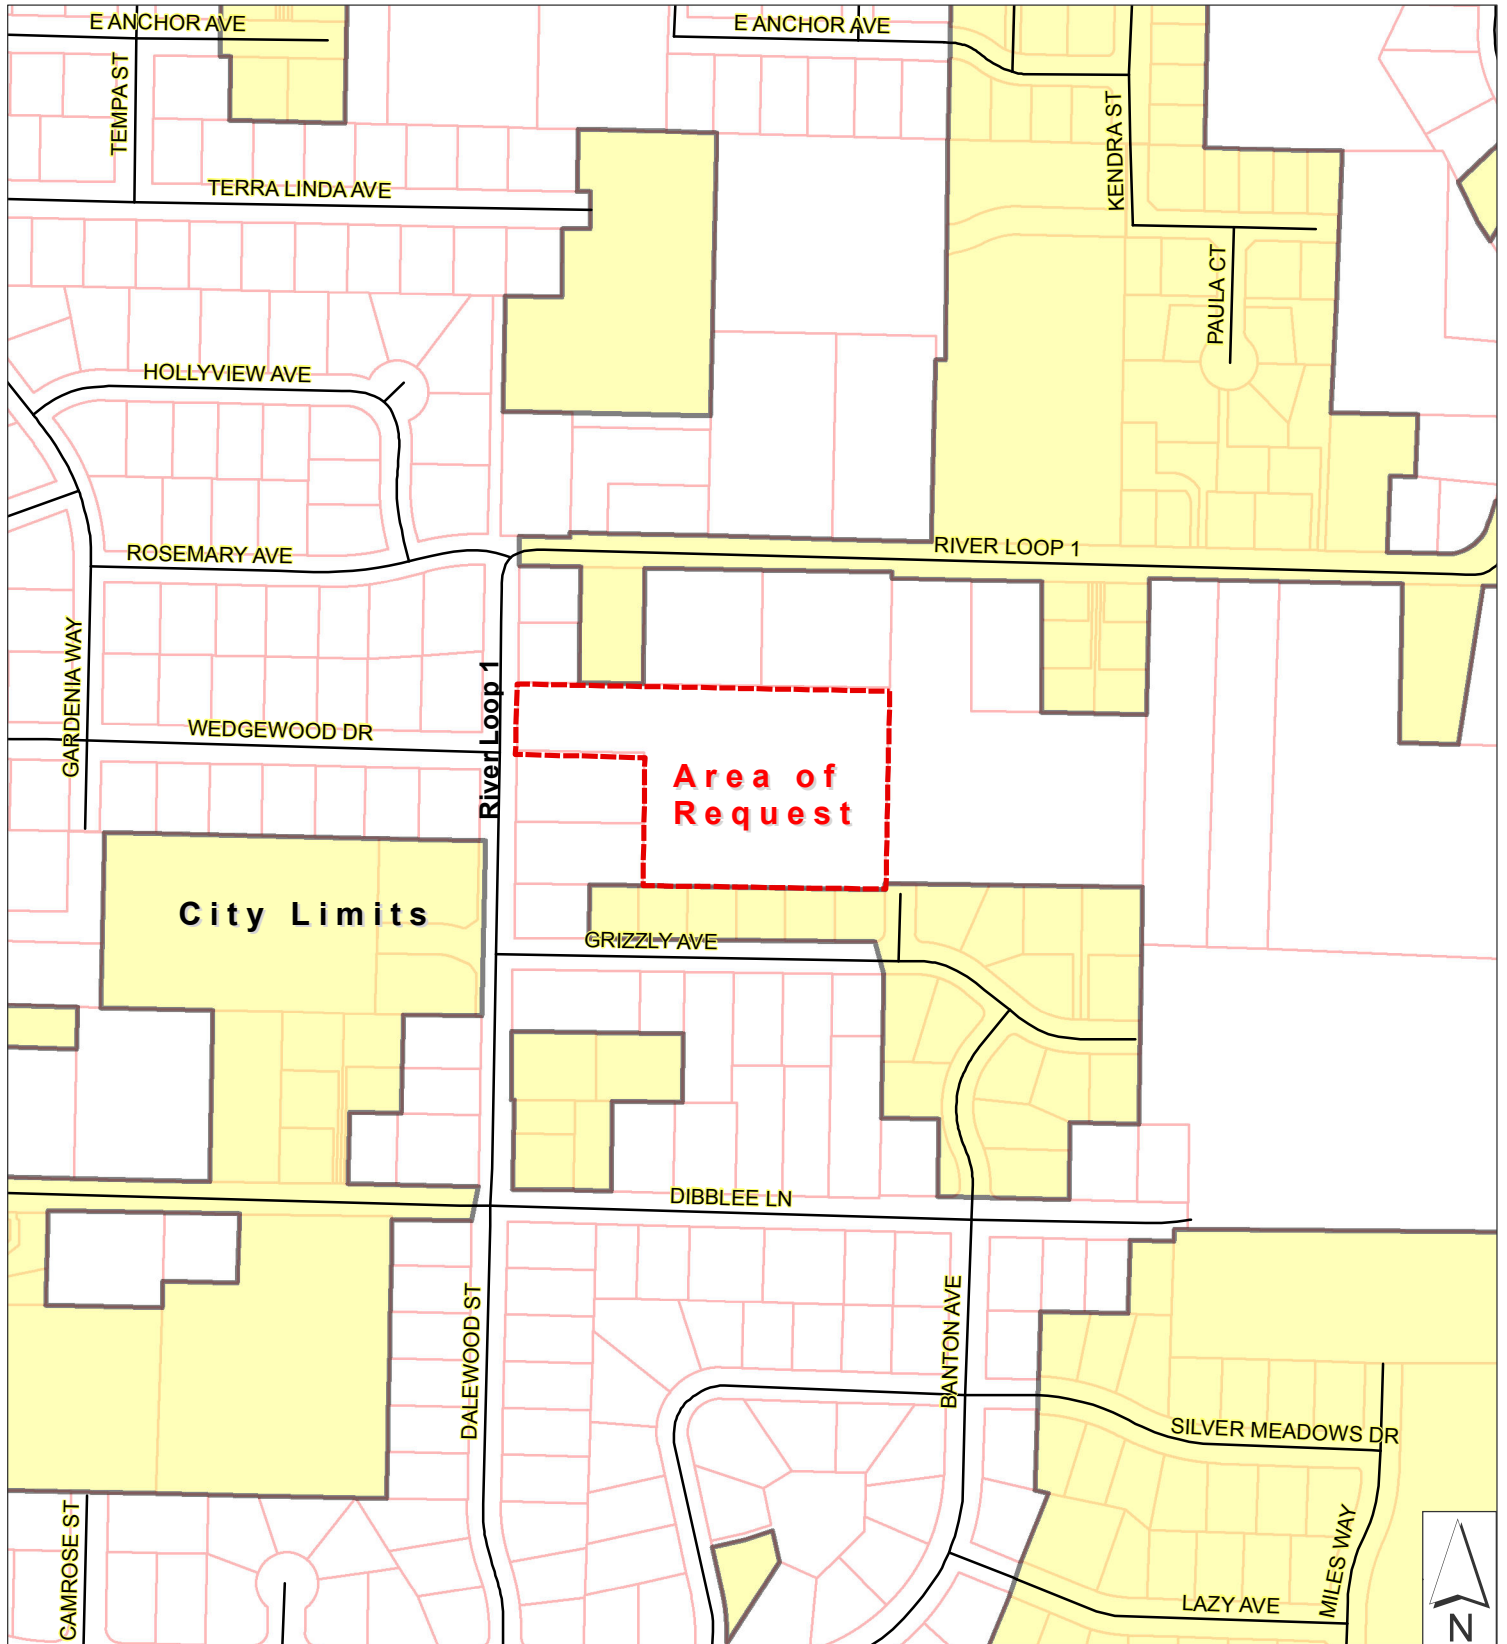 E ANCHOR AVE
E ANCHOR AVE
TEMPA ST
KENDRA ST
TERRA LINDA AVE
PAULA CT
HOLLYVIEW AVE
RIVER LOOP 1
ROSEMARY AVE
GARDENIA WAY
River Loop 1
WEDGEWOOD DR
Area of
Request
City Limits
GRIZZLY AVE
DIBBLEE LN
DALEWOOD ST
BANTON AVE
SILVER MEADOWS DR
CAMROSE ST
MILES WAY
LAZY AVE
N